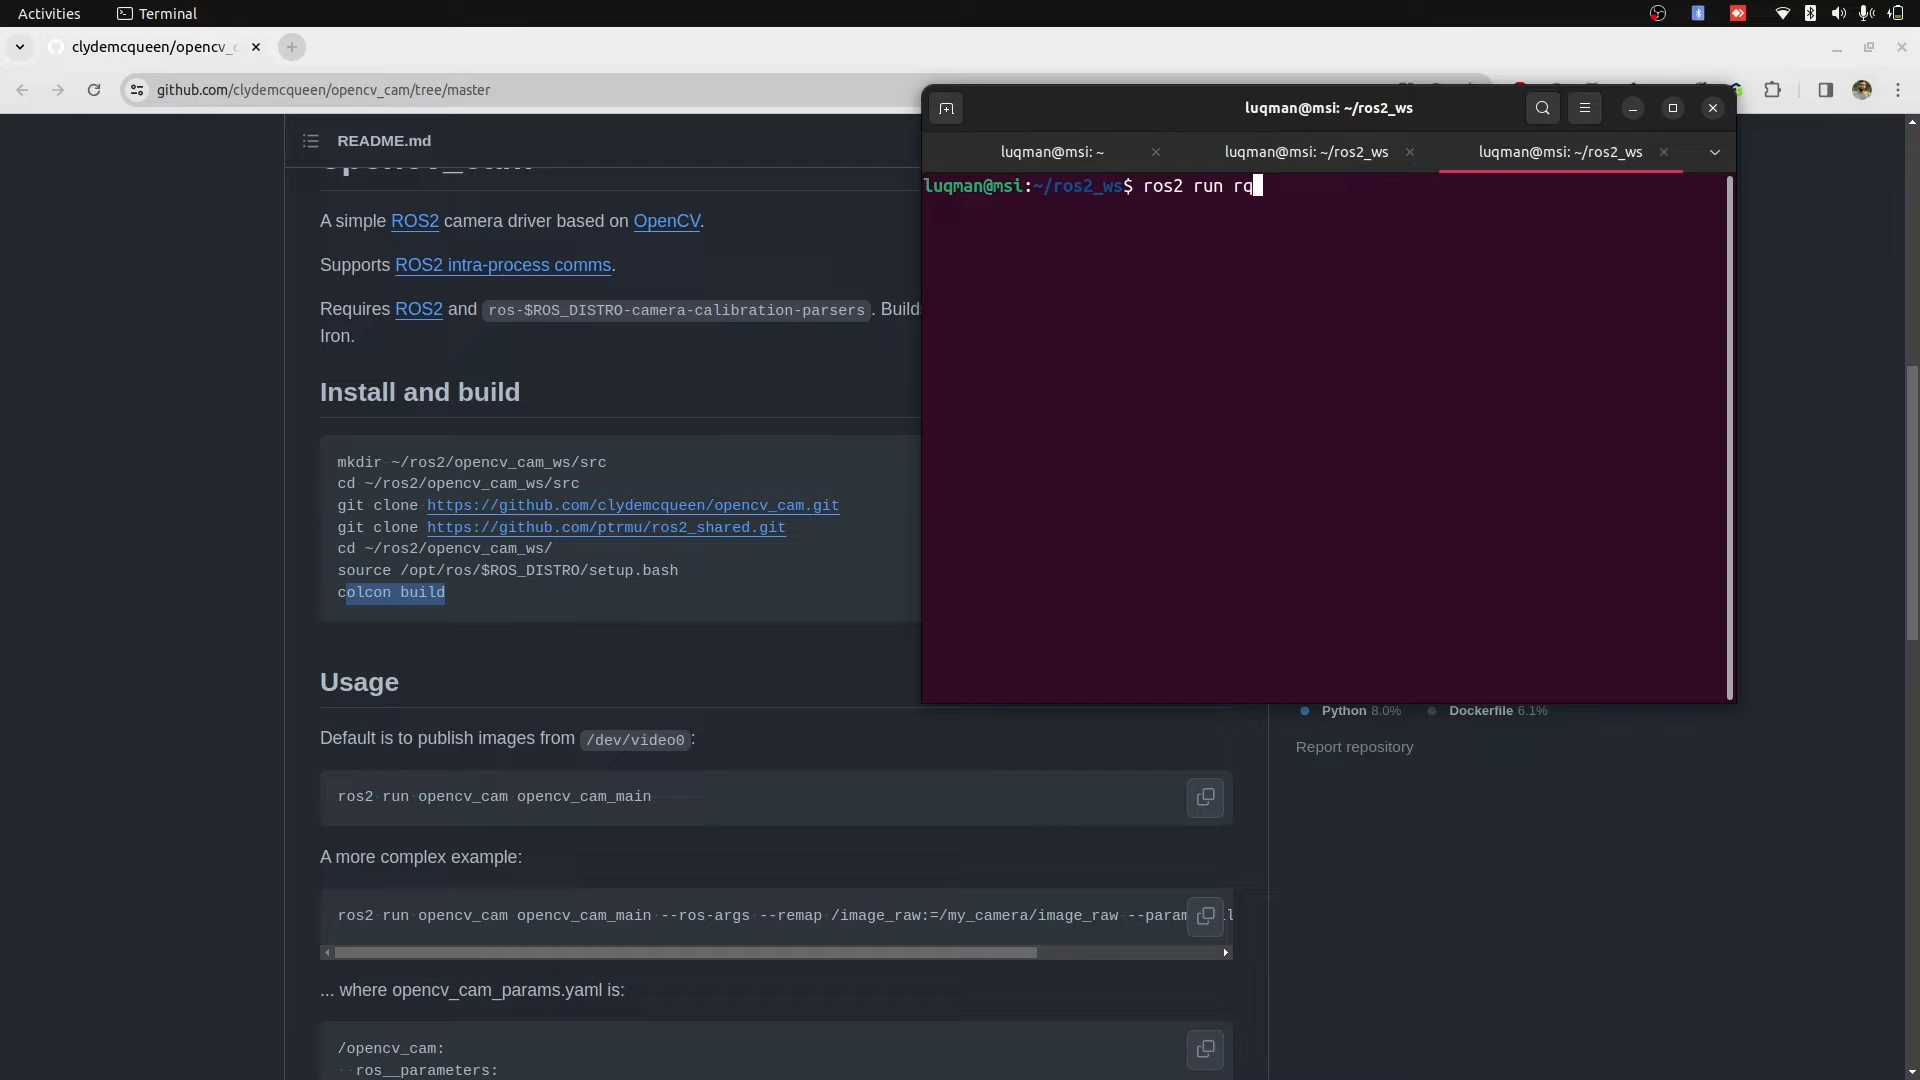 Activities
Terminal
clydemcqueen/opencv_c
github.com/clydemcqueen/opencv_cam/tree/master
luqman@msi: ~/ros2_ws
luqman@msi: ~
luqman@msi: ~/ros2_ws
luqman@msi: ~/ros2_ws
luqman@msi:~/ros2_ws$ ros2 run rq
README.md
opencv_cam
A simple ROS2 camera driver based on OpenCV.
Supports ROS2 intra-process comms.
Requires ROS2 and ros-$ROS_DISTRO-camera-calibration-parsers. Builds
Iron.
Install and build
mkdir ~/ros2/opencv_cam_ws/src
cd ~/ros2/opencv_cam_ws/src
git clone https://github.com/clydemcqueen/opencv_cam.git
git clone https://github.com/ptrmu/ros2_shared.git
cd ~/ros2/opencv_cam_ws/
source /opt/ros/$ROS_DISTRO/setup.bash
colcon build
Usage
Default is to publish images from /dev/video0:
ros2 run opencv_cam opencv_cam_main
A more complex example:
ros2 run opencv_cam opencv_cam_main --ros-args --remap /image_raw:=/my_camera/image_raw --param
... where opencv_cam_params.yaml is:
/opencv_cam:
ros__parameters:
Python 8.0%
Dockerfile 6.1%
Report repository